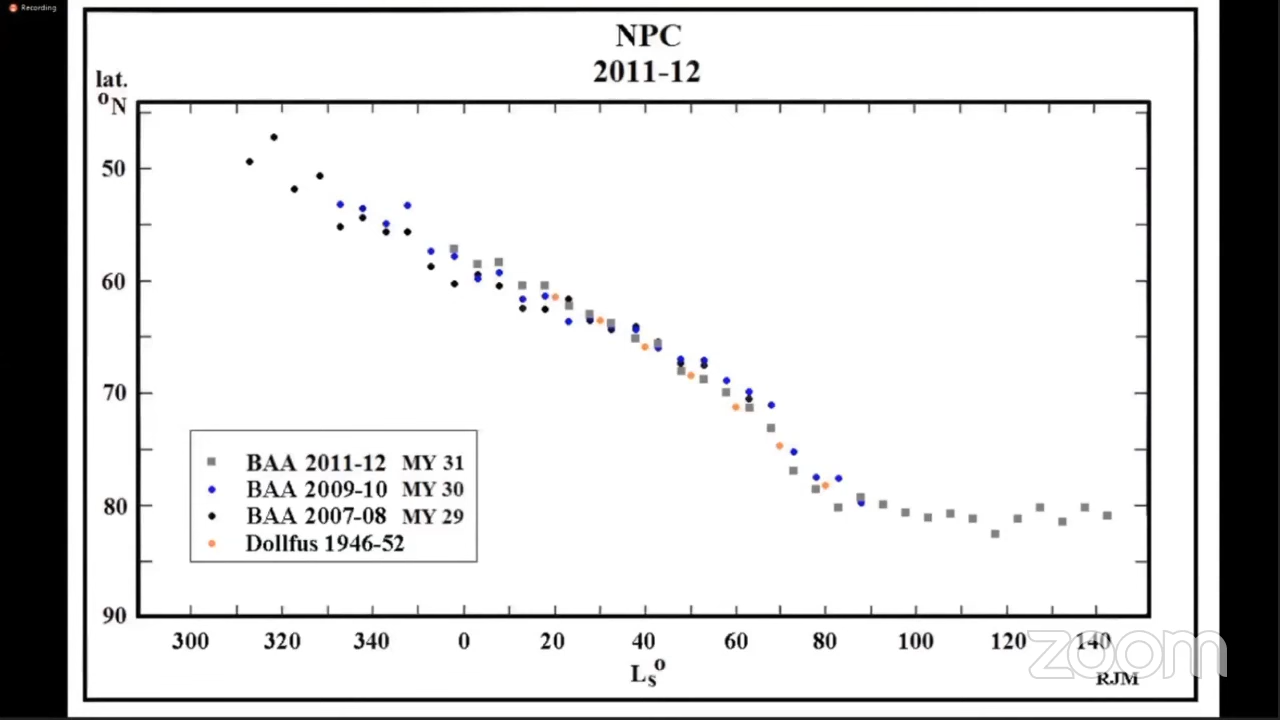 Recording
NPC
2011-12
lat.
°N
50
60
70
80
90
BAA 2011-12 MY 31
BAA 2009-10 MY 30
BAA 2007-08 MY 29
Dollfus 1946-52
300 320 340 0 20 40 60 80 100 120 140
Ls°
zoom
RJM